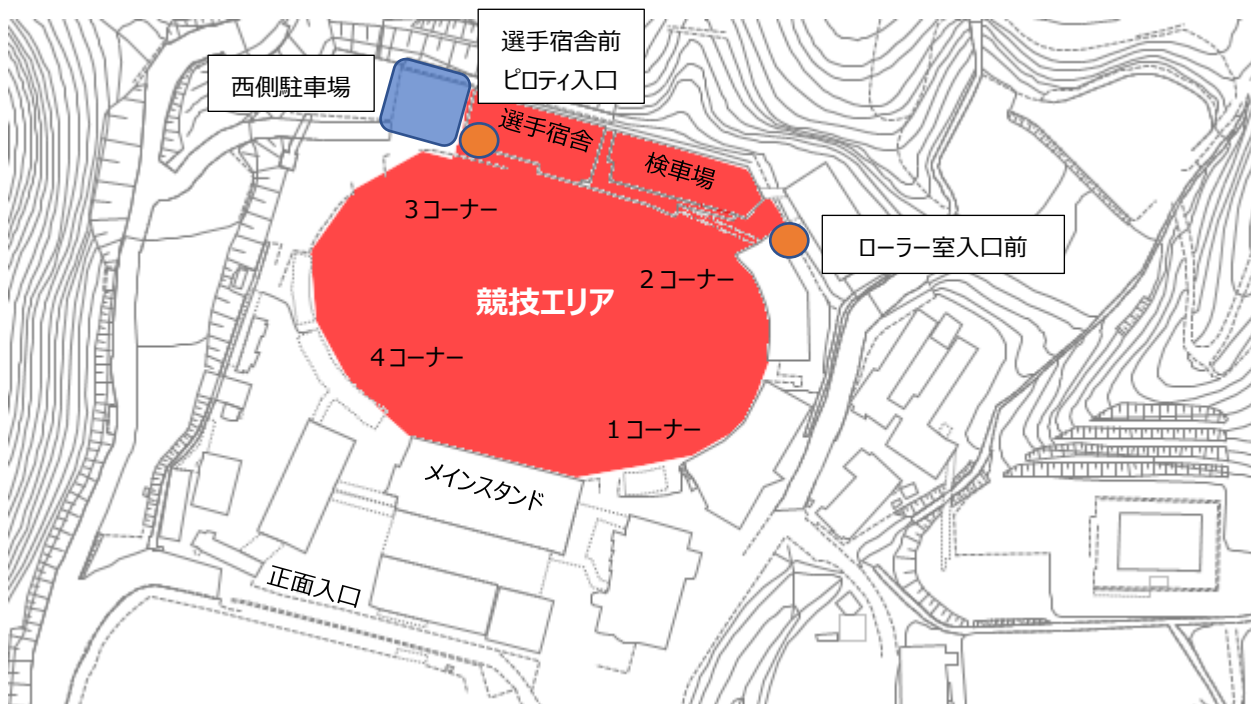 選手宿舎前
ピロティ入口
西側駐車場
選手宿舎
検車場
3コーナー
ローラー室入口前
2コーナー
競技エリア
4コーナー
1コーナー
メインスタンド
正面入口